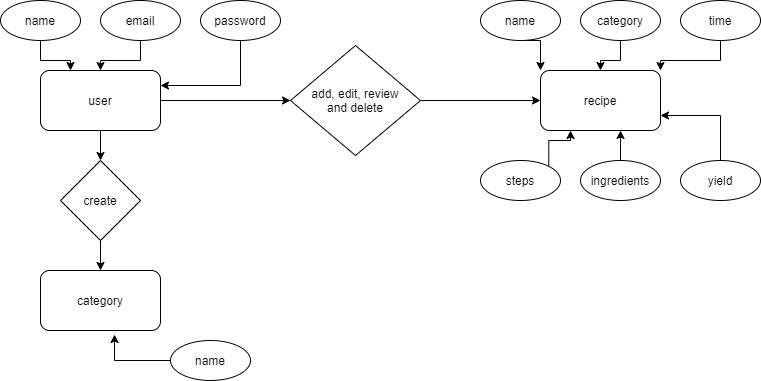 name
email
password
name
category
time
user
add, edit, review
and delete
recipe
steps
ingredients
yield
create
category
name